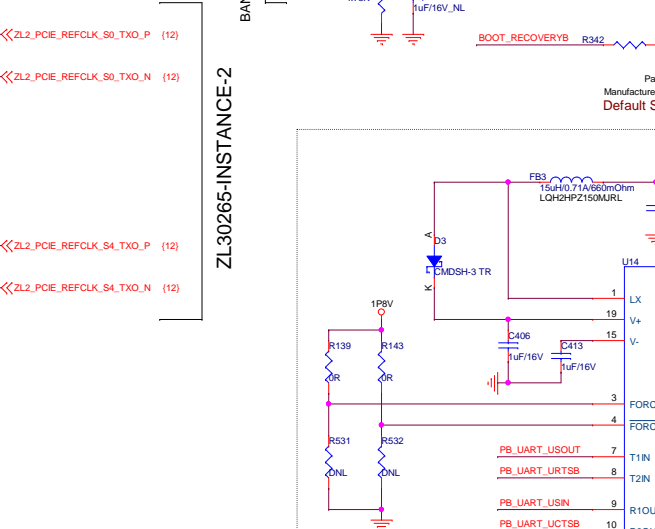 1uF/16V_NL
ZL2_PCIE_REFCLK_S0_TXO_P {12}
BOOT_RECOVERYB R342
ZL2_PCIE_REFCLK_S0_TXO_N {12}
Manufacture
Default S
ZL30265-INSTANCE-2
FB3
15uH/0.71A/660mOhm
LQH2HPZ150MJRL
ZL2_PCIE_REFCLK_S4_TXO_P {12}
A
D3
CMDSH-3 TR
K
U14
ZL2_PCIE_REFCLK_S4_TXO_N {12}
1 LX
1P8V
19 V+
15 V-
C406
1uF/16V
C413
1uF/16V
R139
0R
R143
0R
3 FORC
4 FORC
R531
DNL
R532
DNL
PB_UART_USOUT 7 T1IN
PB_UART_URTSB 8 T2IN
PB_UART_USIN 9 R1OU
PB_UART_UCTSB 10